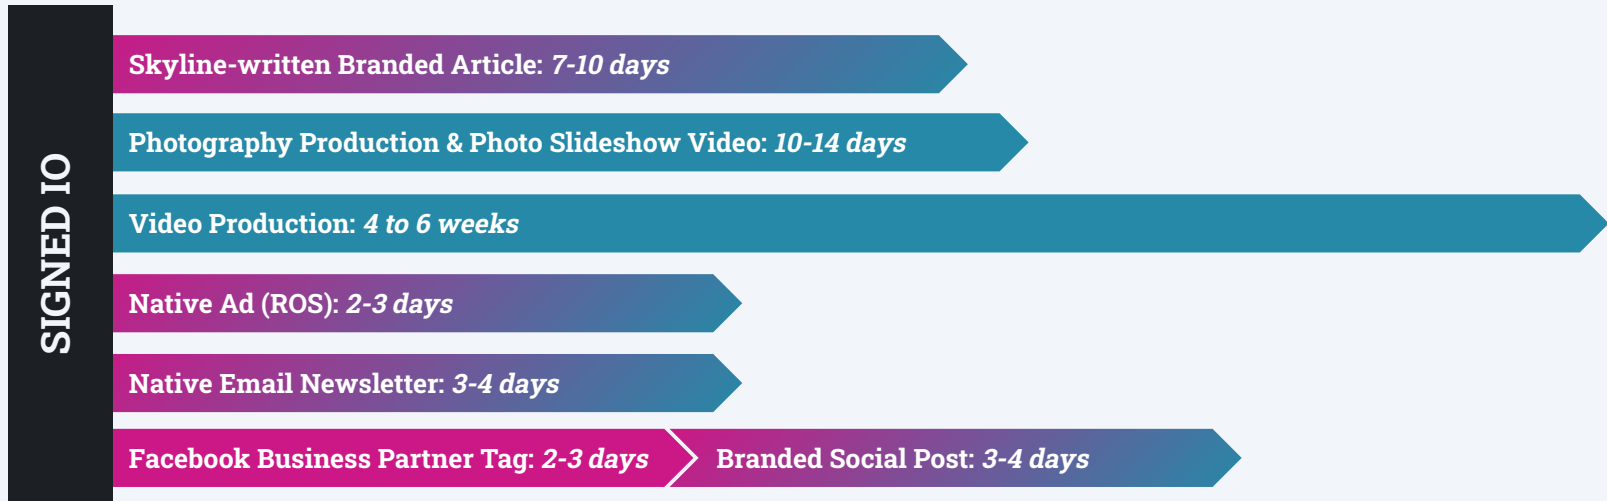 SIGNED IO
Skyline-written Branded Article: 7-10 days
Photography Production & Photo Slideshow Video: 10-14 days
Video Production: 4 to 6 weeks
Native Ad (ROS): 2-3 days
Native Email Newsletter: 3-4 days
Facebook Business Partner Tag: 2-3 days
Branded Social Post: 3-4 days